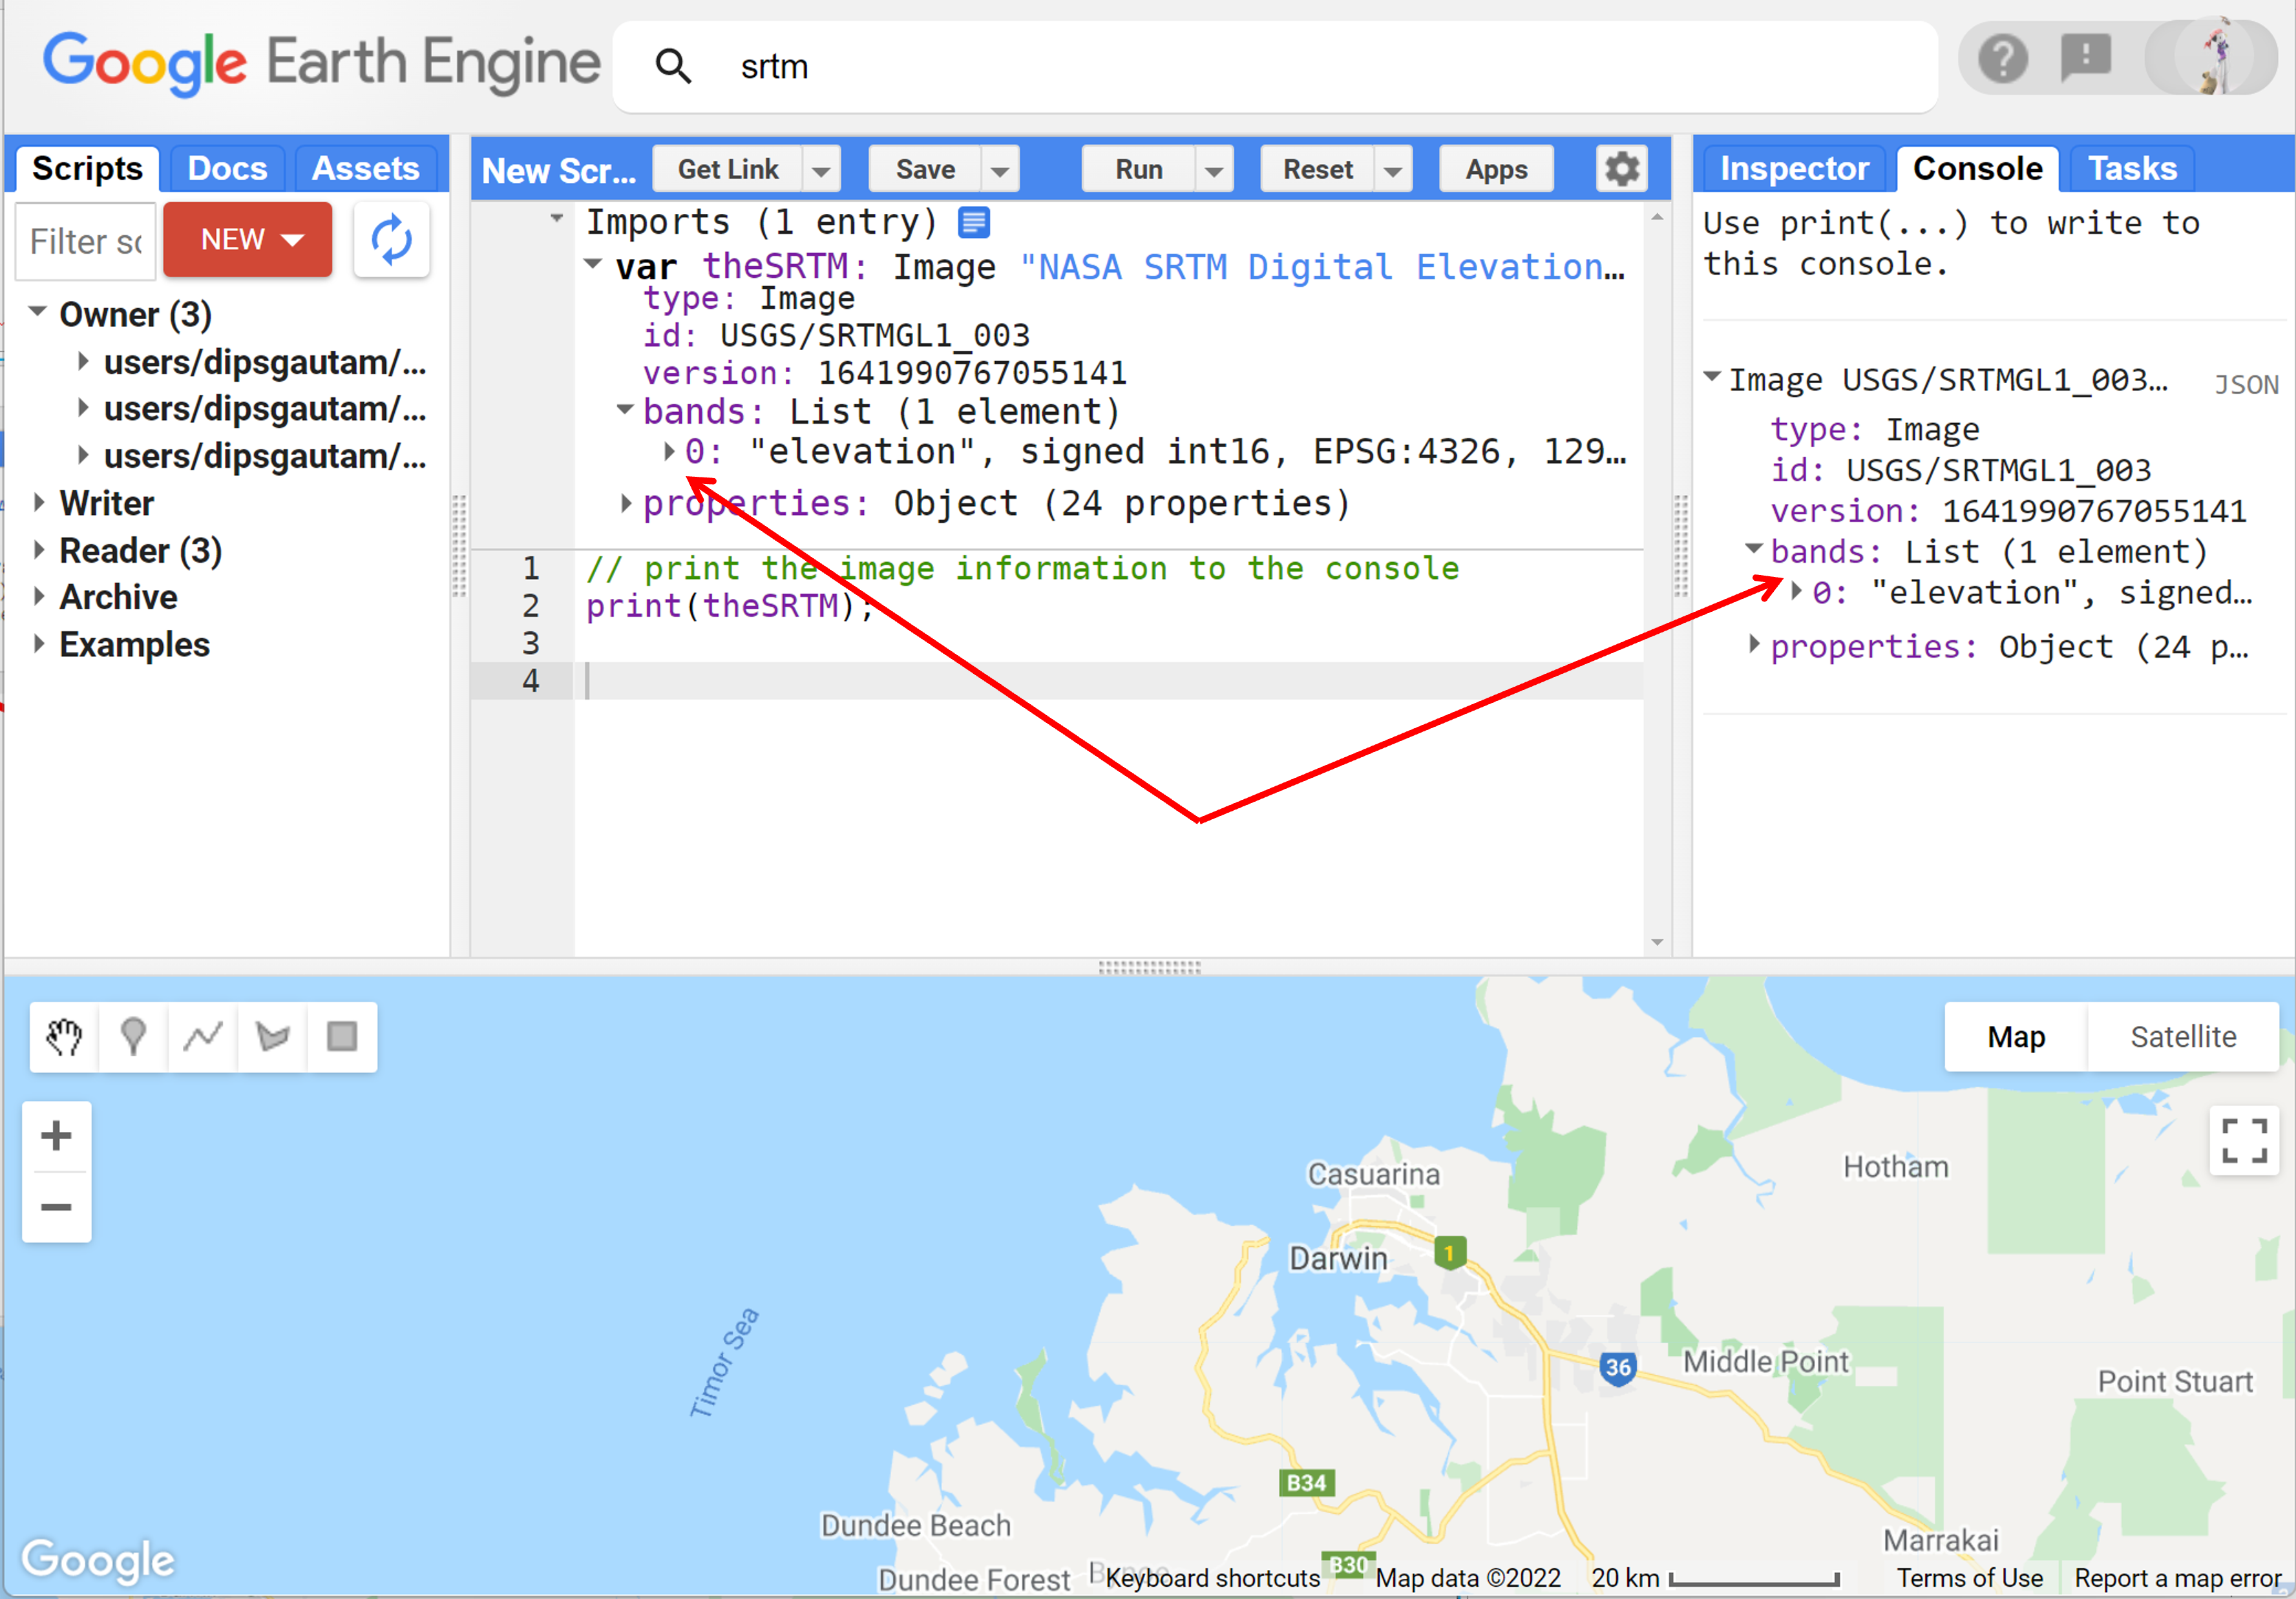 Google Earth Engine
srtm
Scripts Docs Assets
Filter sc
NEW
Owner (3)
users/dipsgautam/...
users/dipsgautam/...
users/dipsgautam/...
Writer
Reader (3)
Archive
Examples
New Scr... Get Link Save Run Reset Apps
Imports (1 entry)
var theSRTM: Image "NASA SRTM Digital Elevation…
type: Image
id: USGS/SRTMGL1_003
version: 1641990767055141
bands: List (1 element)
0: "elevation", signed int16, EPSG:4326, 129…
properties: Object (24 properties)
1 // print the image information to the console
2 print(theSRTM);
3
4
Inspector Console Tasks
Use print(...) to write to
this console.
Image USGS/SRTMGL1_003… JSON
type: Image
id: USGS/SRTMGL1_003
version: 1641990767055141
bands: List (1 element)
0: "elevation", signed…
properties: Object (24 p…
Map Satellite
Hotham
Casuarina
Darwin
1
Timor Sea
36
Middle Point
Point Stuart
B34
Dundee Beach
Marrakai
Google
Dundee Forest
B30
Keyboard shortcuts Map data ©2022 20 km Terms of Use Report a map error